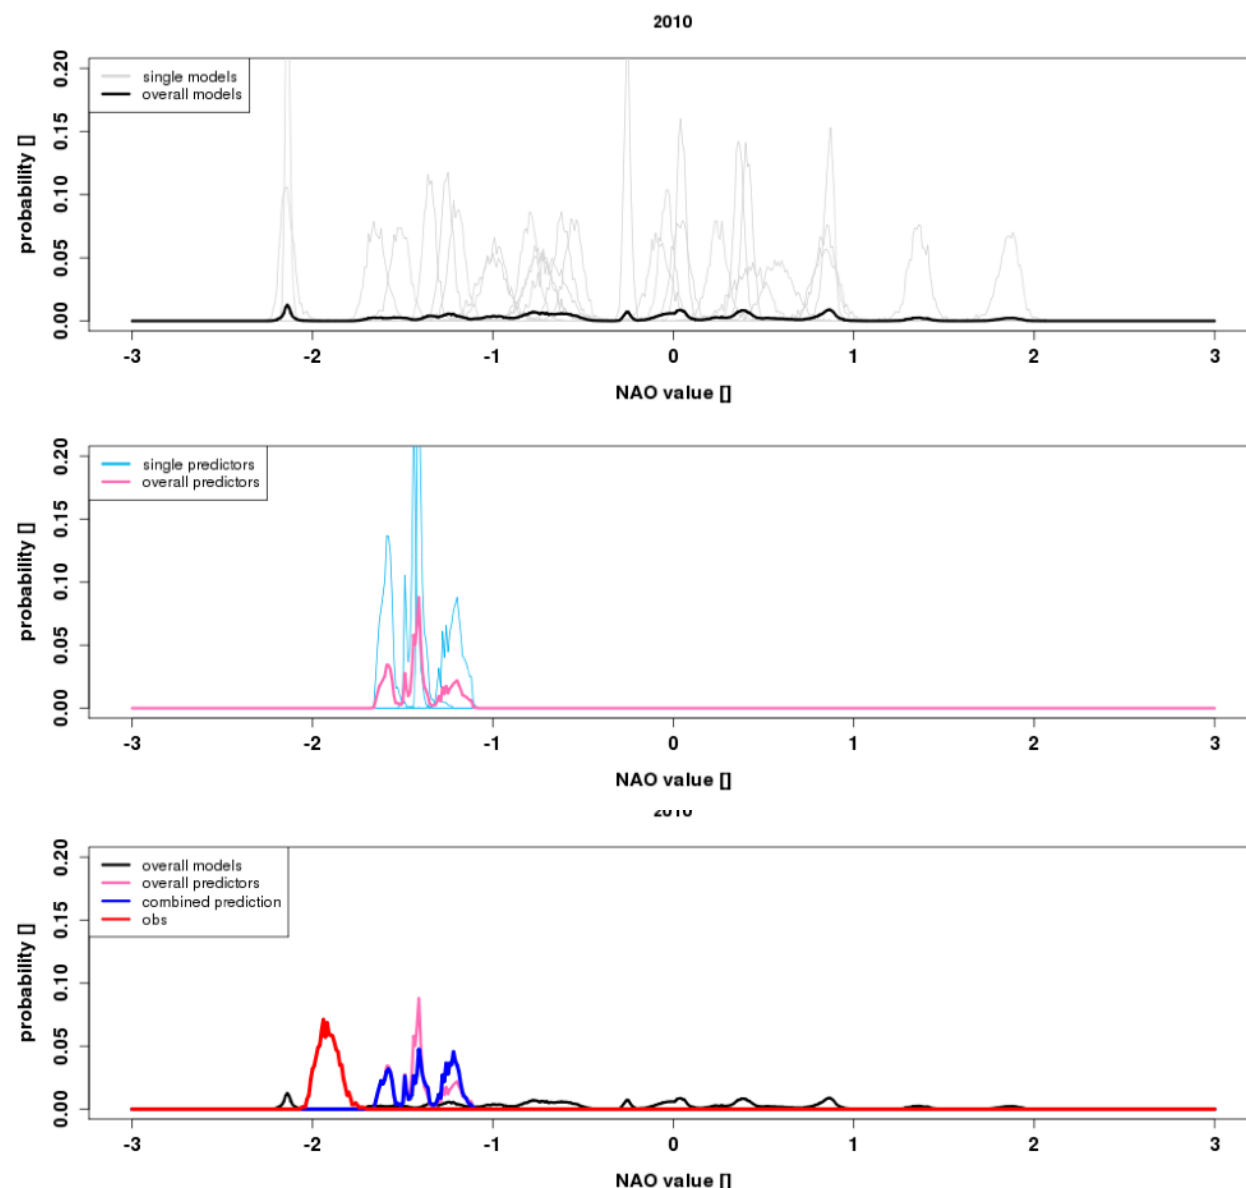 2010
single models
overall models
probability []
0.00 0.05 0.10 0.15 0.20
-3 -2 -1 0 1 2 3
NAO value []
single predictors
overall predictors
probability []
0.00 0.05 0.10 0.15 0.20
-3 -2 -1 0 1 2 3
NAO value []
2010
overall models
overall predictors
combined prediction
obs
probability []
0.00 0.05 0.10 0.15 0.20
-3 -2 -1 0 1 2 3
NAO value []